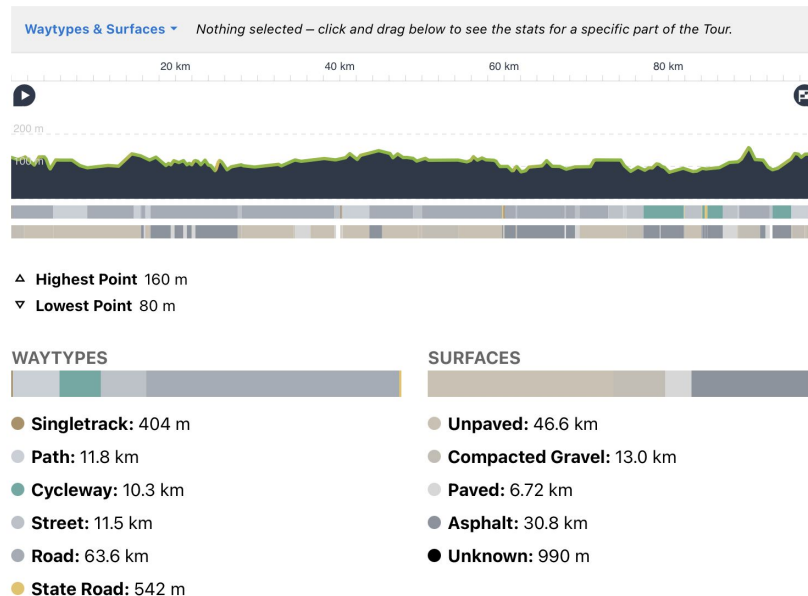 Waytypes & Surfaces Nothing selected – click and drag below to see the stats for a specific part of the Tour.
20 km 40 km 60 km 80 km
200 m
100 m
Highest Point 160 m
Lowest Point 80 m
WAYTYPES
Singletrack: 404 m
Path: 11.8 km
Cycleway: 10.3 km
Street: 11.5 km
Road: 63.6 km
State Road: 542 m
SURFACES
Unpaved: 46.6 km
Compacted Gravel: 13.0 km
Paved: 6.72 km
Asphalt: 30.8 km
Unknown: 990 m